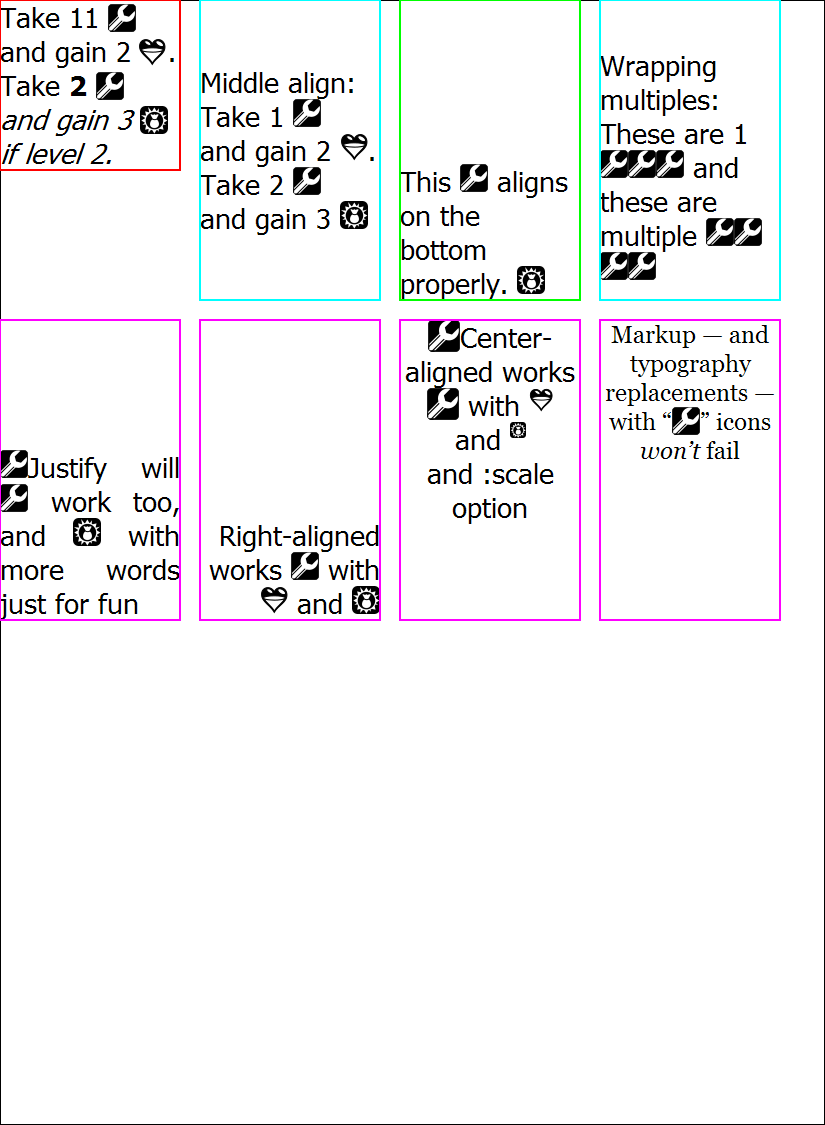 Take 11
and gain 2 .
Take 2
and gain 3
if level 2.
Middle align:
Take 1
and gain 2 .
Take 2
and gain 3
This aligns
on the
bottom
properly.
Wrapping
multiples:
These are 1
and
these are
multiple
Justify will
work too,
and with
more words
just for fun
Right-aligned
works with
and
Center-
aligned works
with
and
and :scale
option
Markup — and
typography
replacements —
with “” icons
won’t fail